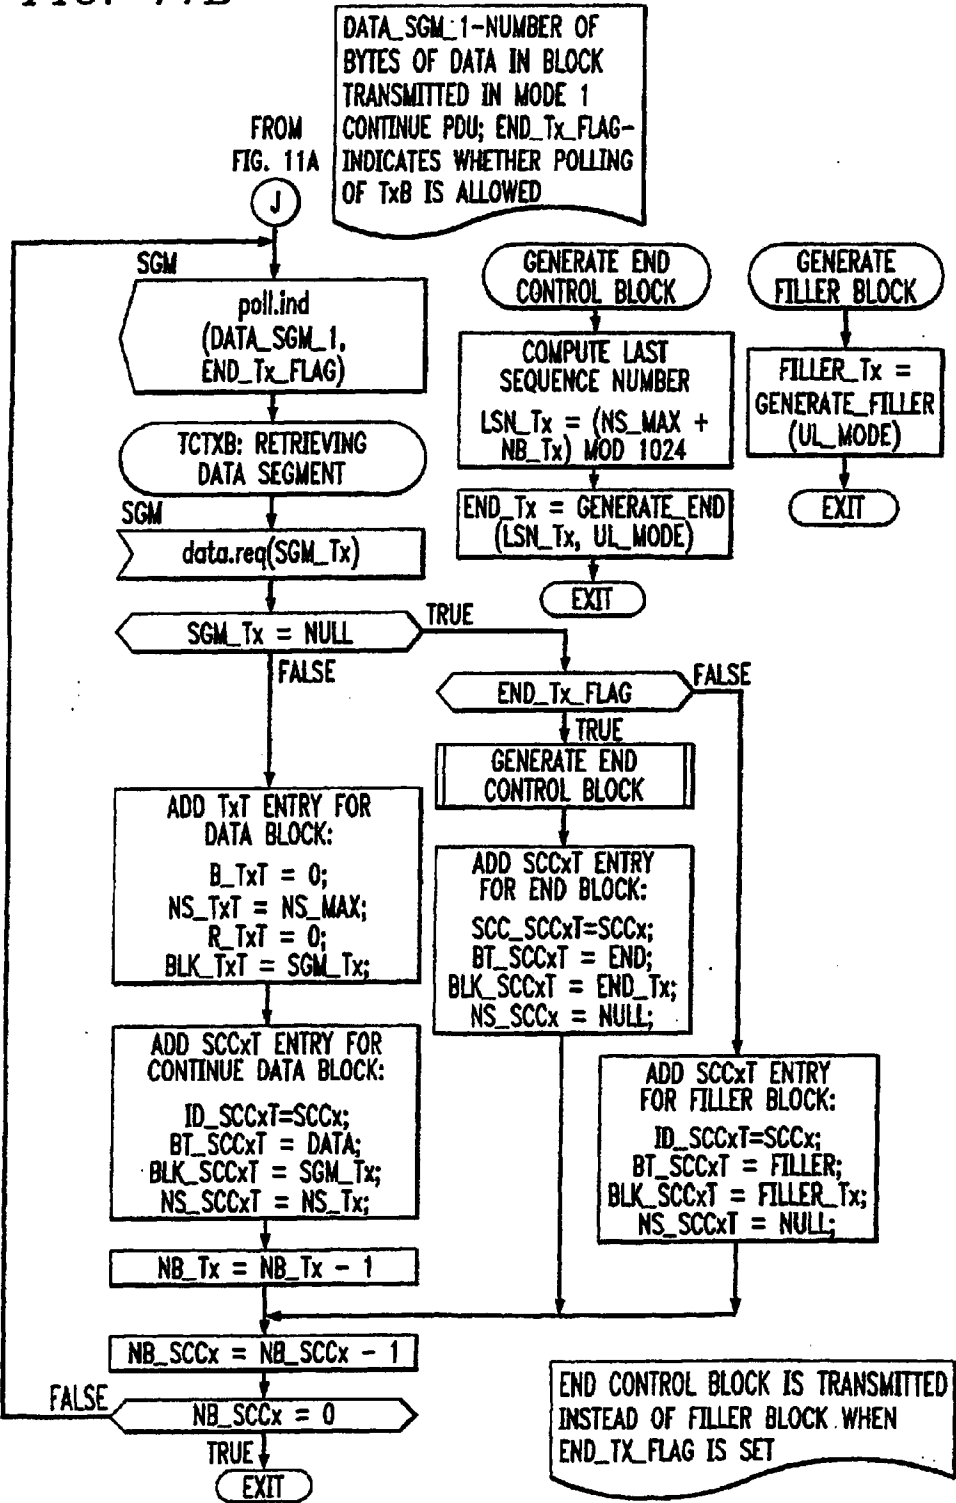 DATA_SGM_1-NUMBER OF
BYTES OF DATA IN BLOCK
TRANSMITTED IN MODE 1
CONTINUE PDU; END_Tx_FLAG-
INDICATES WHETHER POLLING
OF TxB IS ALLOWED
FROM
FIG. 11A
J
SGM
poll.ind
(DATA_SGM_1,
END_Tx_FLAG)
TCTXB: RETRIEVING
DATA SEGMENT
SGM
data.req(SGM_Tx)
SGM_Tx = NULL
TRUE
FALSE
GENERATE END
CONTROL BLOCK
COMPUTE LAST
SEQUENCE NUMBER
LSN_Tx = (NS_MAX +
NB_Tx) MOD 1024
END_Tx = GENERATE_END
(LSN_Tx, UL_MODE)
EXIT
GENERATE
FILLER BLOCK
FILLER_Tx =
GENERATE_FILLER
(UL_MODE)
EXIT
END_Tx_FLAG
FALSE
TRUE
GENERATE END
CONTROL BLOCK
ADD TxT ENTRY FOR
DATA BLOCK:
B_TxT = 0;
NS_TxT = NS_MAX;
R_TxT = 0;
BLK_TxT = SGM_Tx;
ADD SCCxT ENTRY
FOR END BLOCK:
SCC_SCCxT=SCCx;
BT_SCCxT = END;
BLK_SCCxT = END_Tx;
NS_SCCx = NULL;
ADD SCCxT ENTRY FOR
CONTINUE DATA BLOCK:
ID_SCCxT=SCCx;
BT_SCCxT = DATA;
BLK_SCCxT = SGM_Tx;
NS_SCCxT = NS_Tx;
ADD SCCxT ENTRY
FOR FILLER BLOCK:
ID_SCCxT=SCCx;
BT_SCCxT = FILLER;
BLK_SCCxT = FILLER_Tx;
NS_SCCxT = NULL;
NB_Tx = NB_Tx - 1
NB_SCCx = NB_SCCx - 1
FALSE
NB_SCCx = 0
TRUE
EXIT
END CONTROL BLOCK IS TRANSMITTED
INSTEAD OF FILLER BLOCK WHEN
END_TX_FLAG IS SET